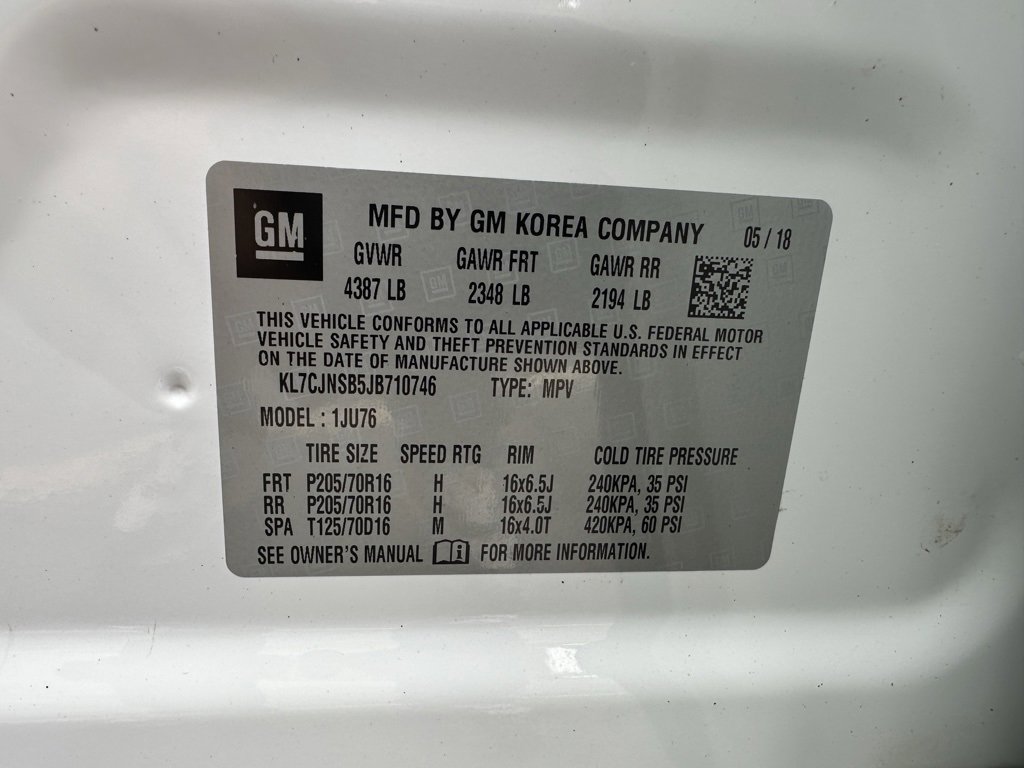 GM
MFD BY GM KOREA COMPANY 05 / 18
GVWR GAWR FRT GAWR RR
4387 LB 2348 LB 2194 LB
THIS VEHICLE CONFORMS TO ALL APPLICABLE U.S. FEDERAL MOTOR
VEHICLE SAFETY AND THEFT PREVENTION STANDARDS IN EFFECT
ON THE DATE OF MANUFACTURE SHOWN ABOVE.
KL7CJNSB5JB710746 TYPE: MPV
MODEL : 1JU76
TIRE SIZE SPEED RTG RIM COLD TIRE PRESSURE
FRT P205/70R16 H 16x6.5J 240KPA, 35 PSI
RR P205/70R16 H 16x6.5J 240KPA, 35 PSI
SPA T125/70D16 M 16x4.0T 420KPA, 60 PSI
SEE OWNER'S MANUAL FOR MORE INFORMATION.